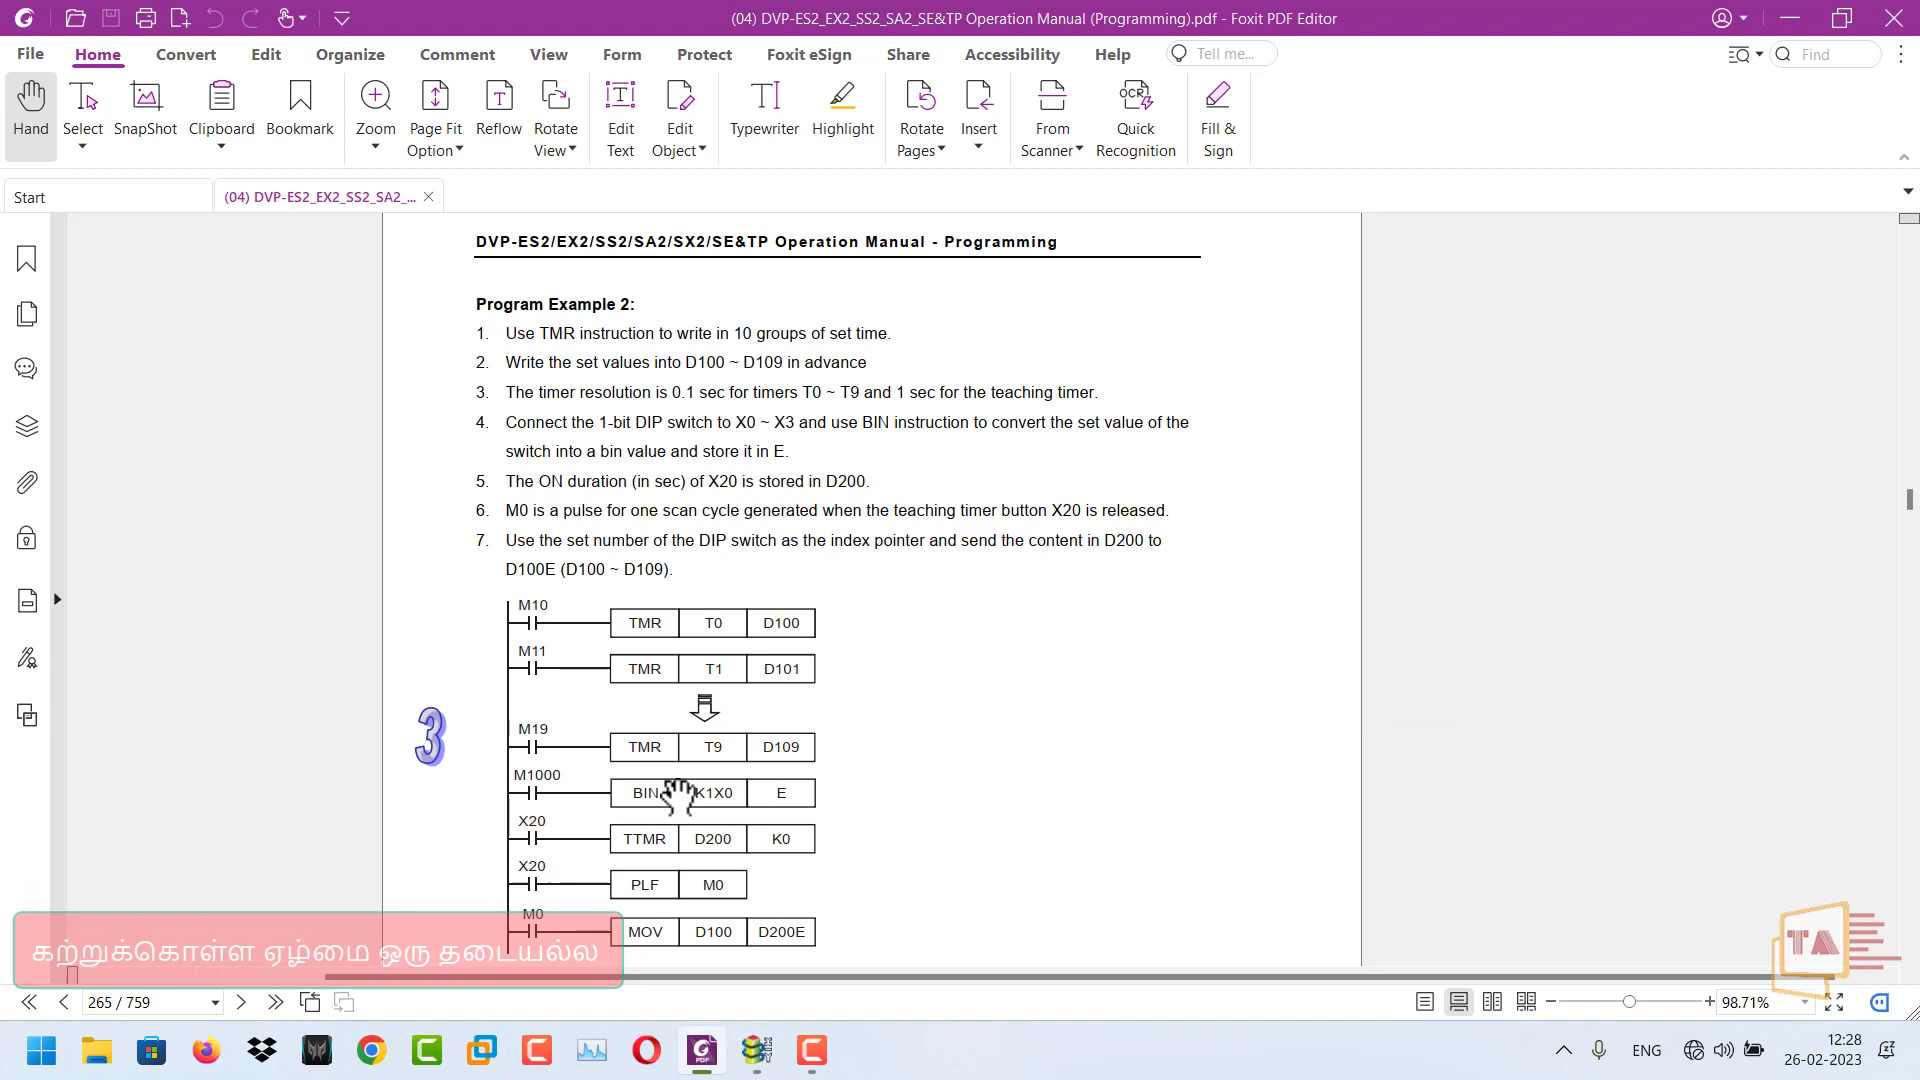 (04) DVP-ES2_EX2_SS2_SA2_SE&TP Operation Manual (Programming).pdf - Foxit PDF Editor
File Home Convert Edit Organize Comment View Form Protect Foxit eSign Share Accessibility Help Tell me... Find
Hand Select SnapShot Clipboard Bookmark Zoom Page Fit Option Reflow Rotate View Edit Text Edit Object Typewriter Highlight Rotate Pages Insert From Scanner Quick Recognition Fill & Sign
Start (04) DVP-ES2_EX2_SS2_SA2_...
DVP-ES2/EX2/SS2/SA2/SX2/SE&TP Operation Manual - Programming
Program Example 2:
1. Use TMR instruction to write in 10 groups of set time.
2. Write the set values into D100 ~ D109 in advance
3. The timer resolution is 0.1 sec for timers T0 ~ T9 and 1 sec for the teaching timer.
4. Connect the 1-bit DIP switch to X0 ~ X3 and use BIN instruction to convert the set value of the
switch into a bin value and store it in E.
5. The ON duration (in sec) of X20 is stored in D200.
6. M0 is a pulse for one scan cycle generated when the teaching timer button X20 is released.
7. Use the set number of the DIP switch as the index pointer and send the content in D200 to
D100E (D100 ~ D109).
M10
TMR T0 D100
M11
TMR T1 D101
3
M19
TMR T9 D109
M1000
BIN K1X0 E
X20
TTMR D200 K0
X20
PLF M0
M0
MOV D100 D200E
கற்றுக்கொள்ள ஏழ்மை ஒரு தடையல்ல
TA
265 / 759
98.71%
ENG
12:28
26-02-2023